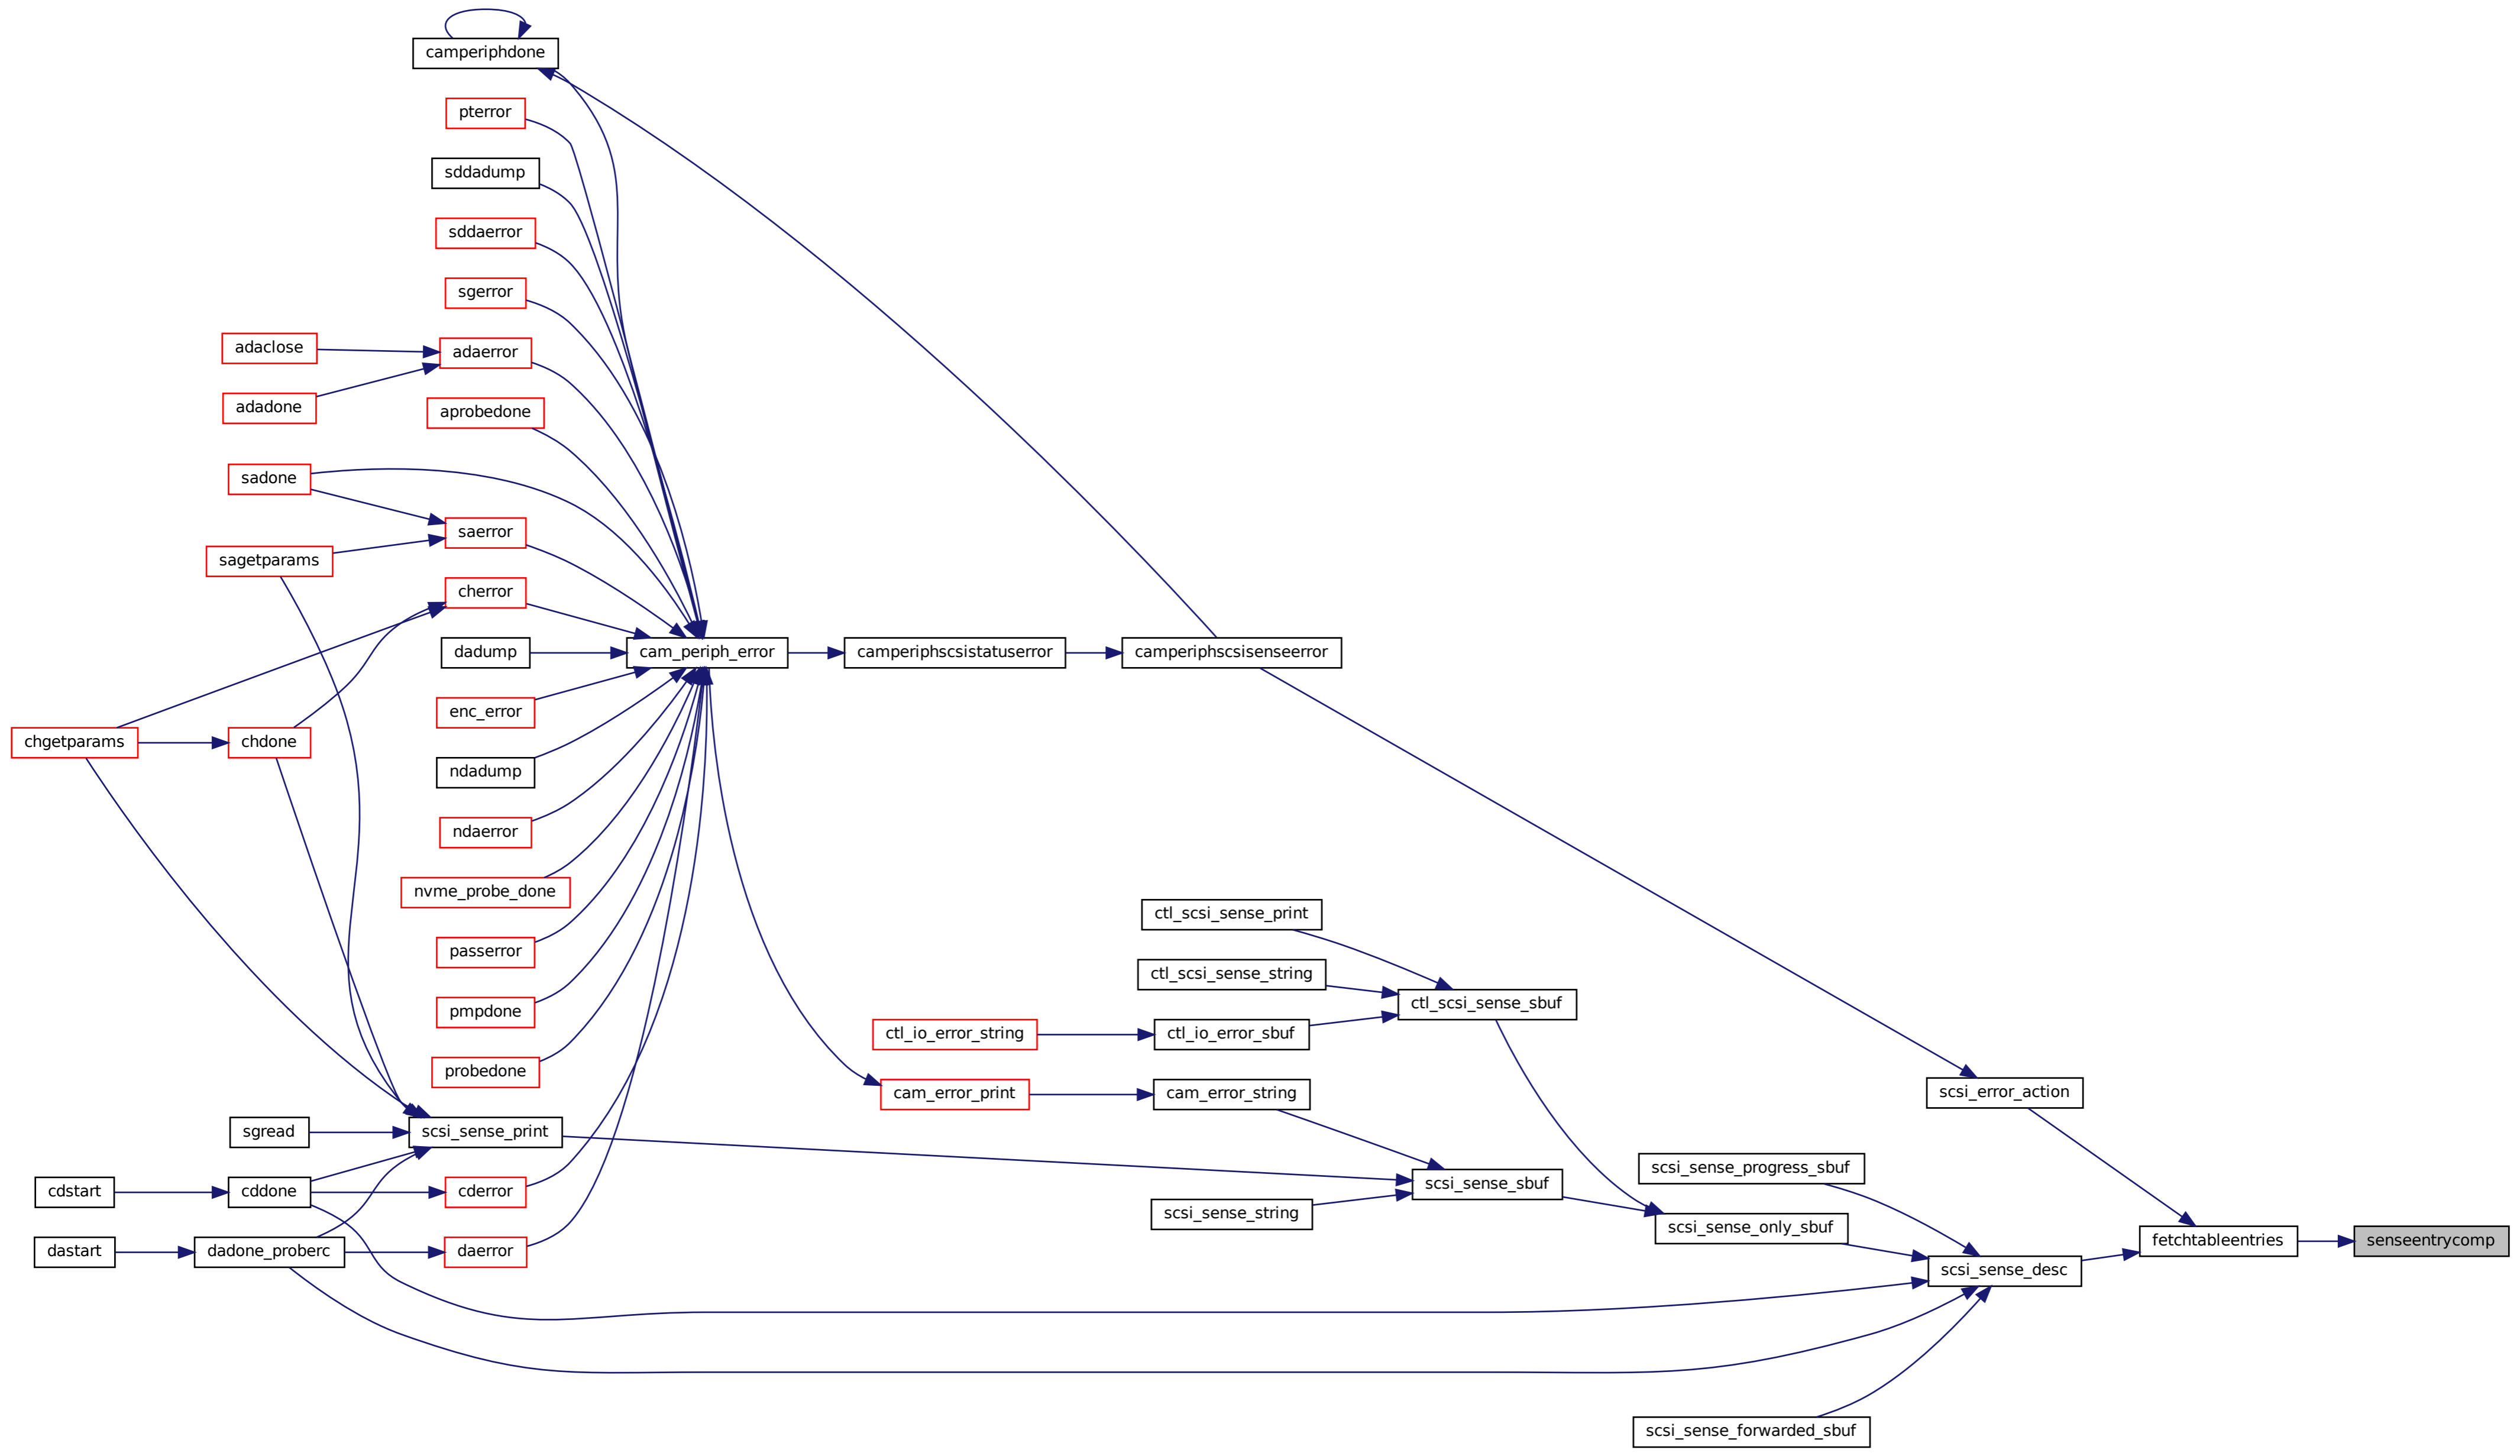 camperiphdone
pterror
sddadump
sddaerror
sgerror
adaclose
adaerror
adadone
aprobedone
sadone
saerror
sagetparams
cherror
dadump
cam_periph_error
camperiphscsistatuserror
camperiphscsisenseerror
enc_error
chgetparams
chdone
ndadump
ndaerror
nvme_probe_done
ctl_scsi_sense_print
passerror
ctl_scsi_sense_string
ctl_scsi_sense_sbuf
pmpdone
ctl_io_error_string
ctl_io_error_sbuf
probedone
cam_error_print
cam_error_string
scsi_error_action
sgread
scsi_sense_print
scsi_sense_progress_sbuf
cdstart
cddone
cderror
scsi_sense_sbuf
scsi_sense_string
scsi_sense_only_sbuf
dastart
dadone_proberc
daerror
fetchtableentries
senseentrycomp
scsi_sense_desc
scsi_sense_forwarded_sbuf